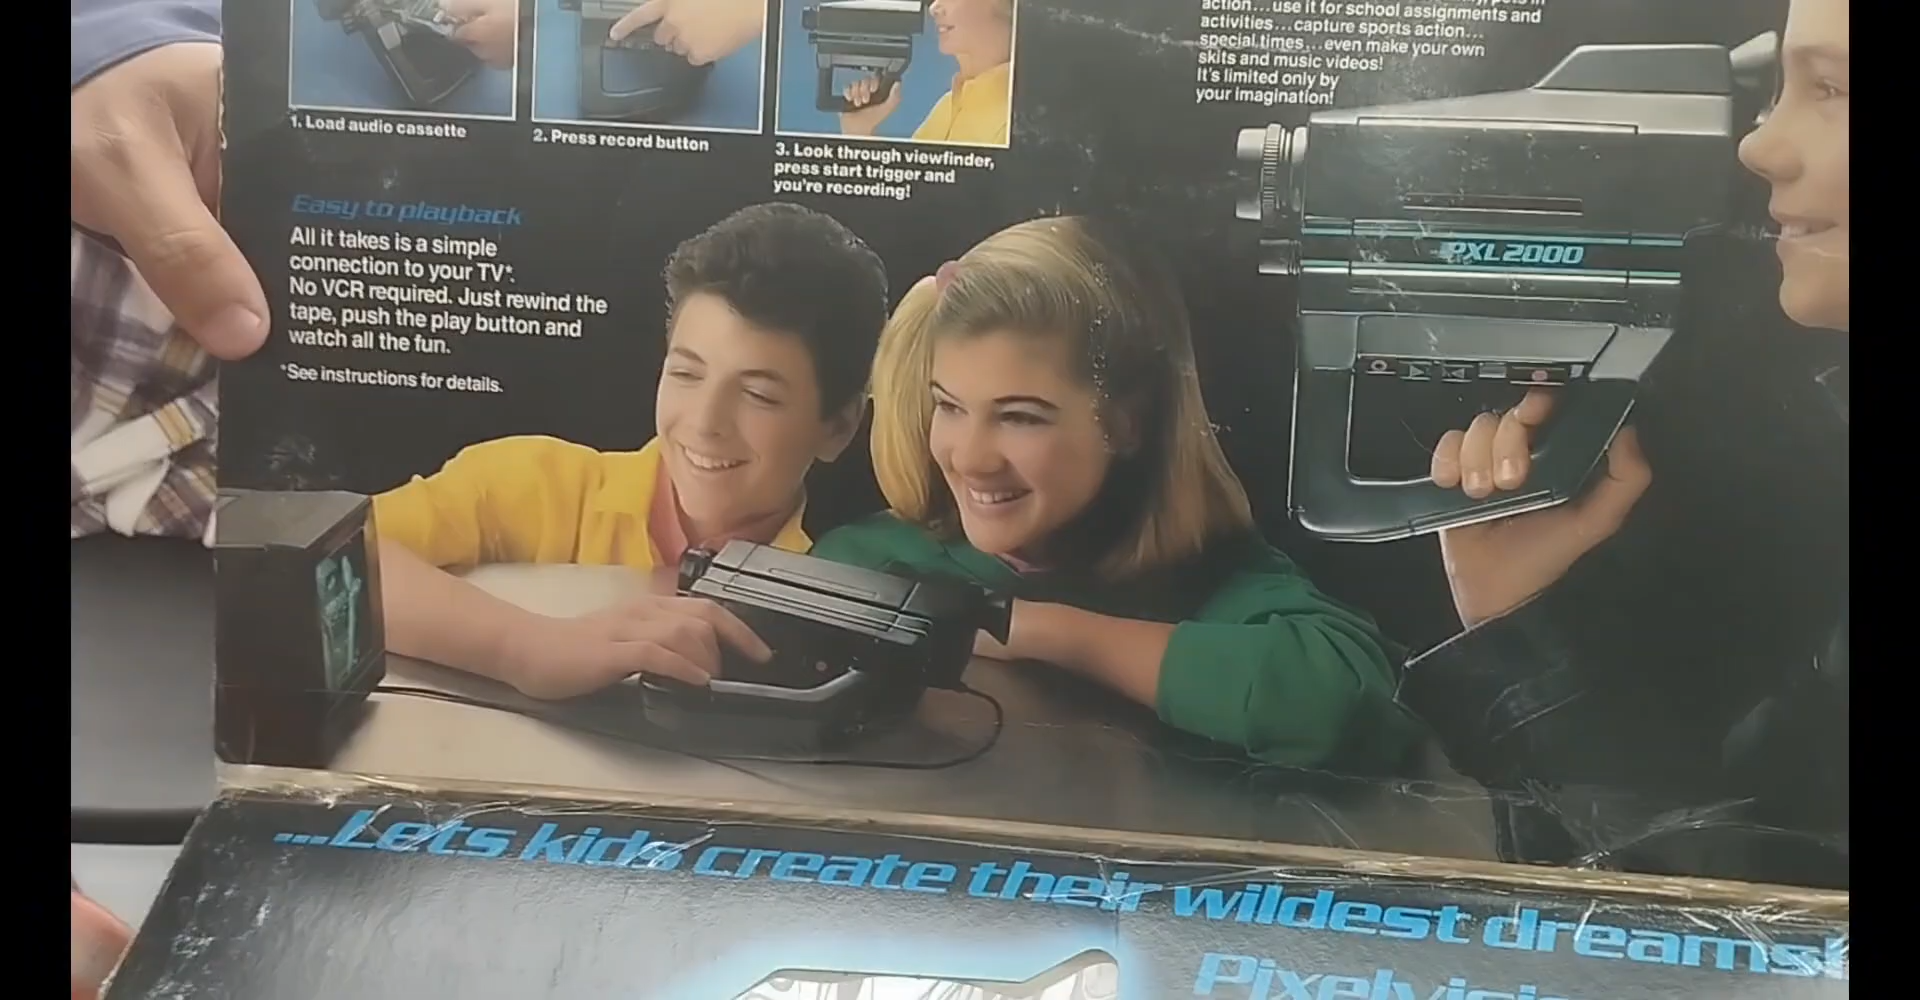 1. Load audio cassette
2. Press record button
3. Look through viewfinder,
press start trigger and
you're recording!
Easy to playback
All it takes is a simple
connection to your TV*.
No VCR required. Just rewind the
tape, push the play button and
watch all the fun.
*See instructions for details.
action...use it for school assignments and
activities...capture sports action...
special times...even make your own
skits and music videos!
It's limited only by
your imagination!
PXL2000
...Lets kids create their wildest dreams!